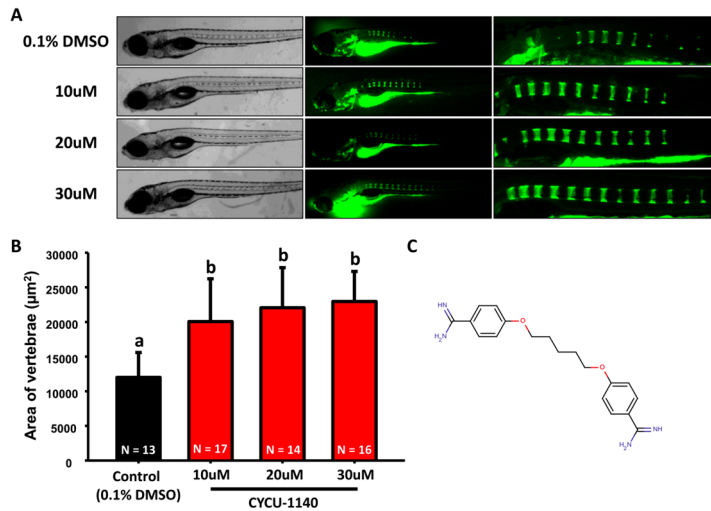 A
0.1% DMSO
10uM
20uM
30uM
B
Area of vertebrae (μm²)
30000
25000
20000
15000
10000
5000
0
a
b
b
b
N = 13
N = 17
N = 14
N = 16
Control
(0.1% DMSO)
10uM
20uM
30uM
CYCU-1140
C
NH
H₂N
O
O
H₂N
NH